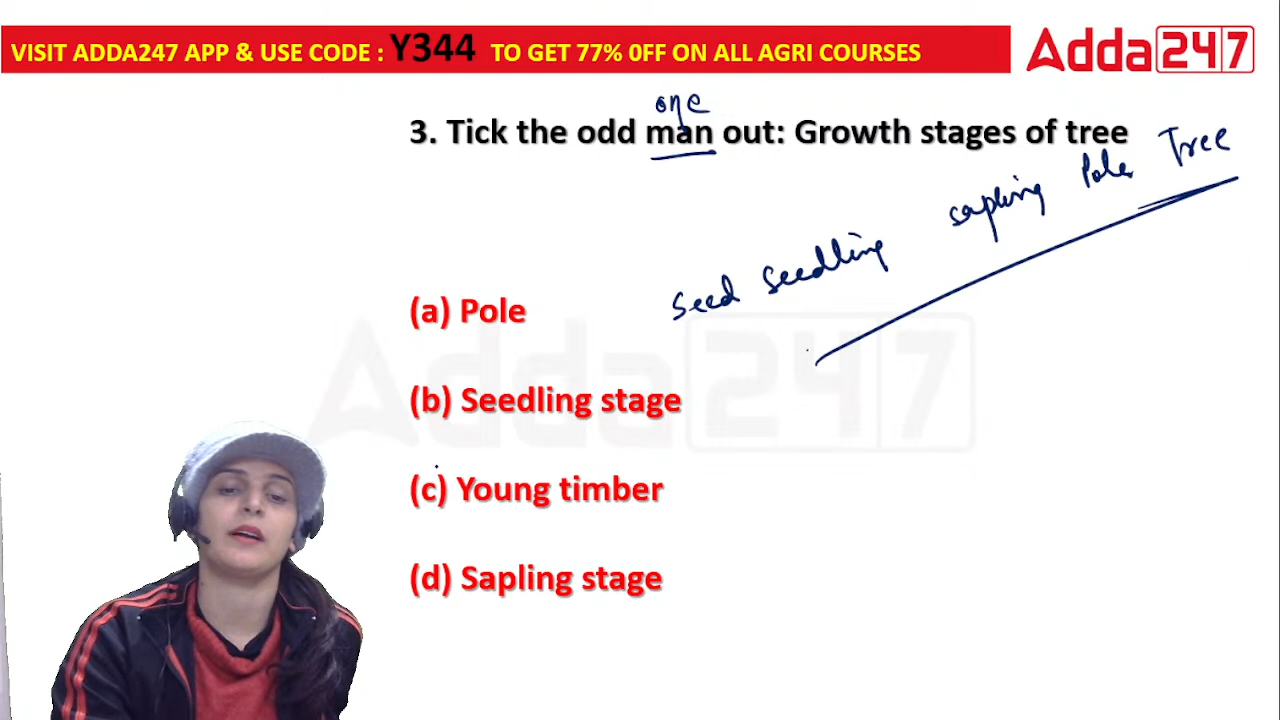 VISIT ADDA247 APP & USE CODE : Y344 TO GET 77% 0FF ON ALL AGRI COURSES
Adda247
one
3. Tick the odd man out: Growth stages of tree
Seed Seedling sapling Pole Tree
(a) Pole
Adda247
(b) Seedling stage
(c) Young timber
(d) Sapling stage